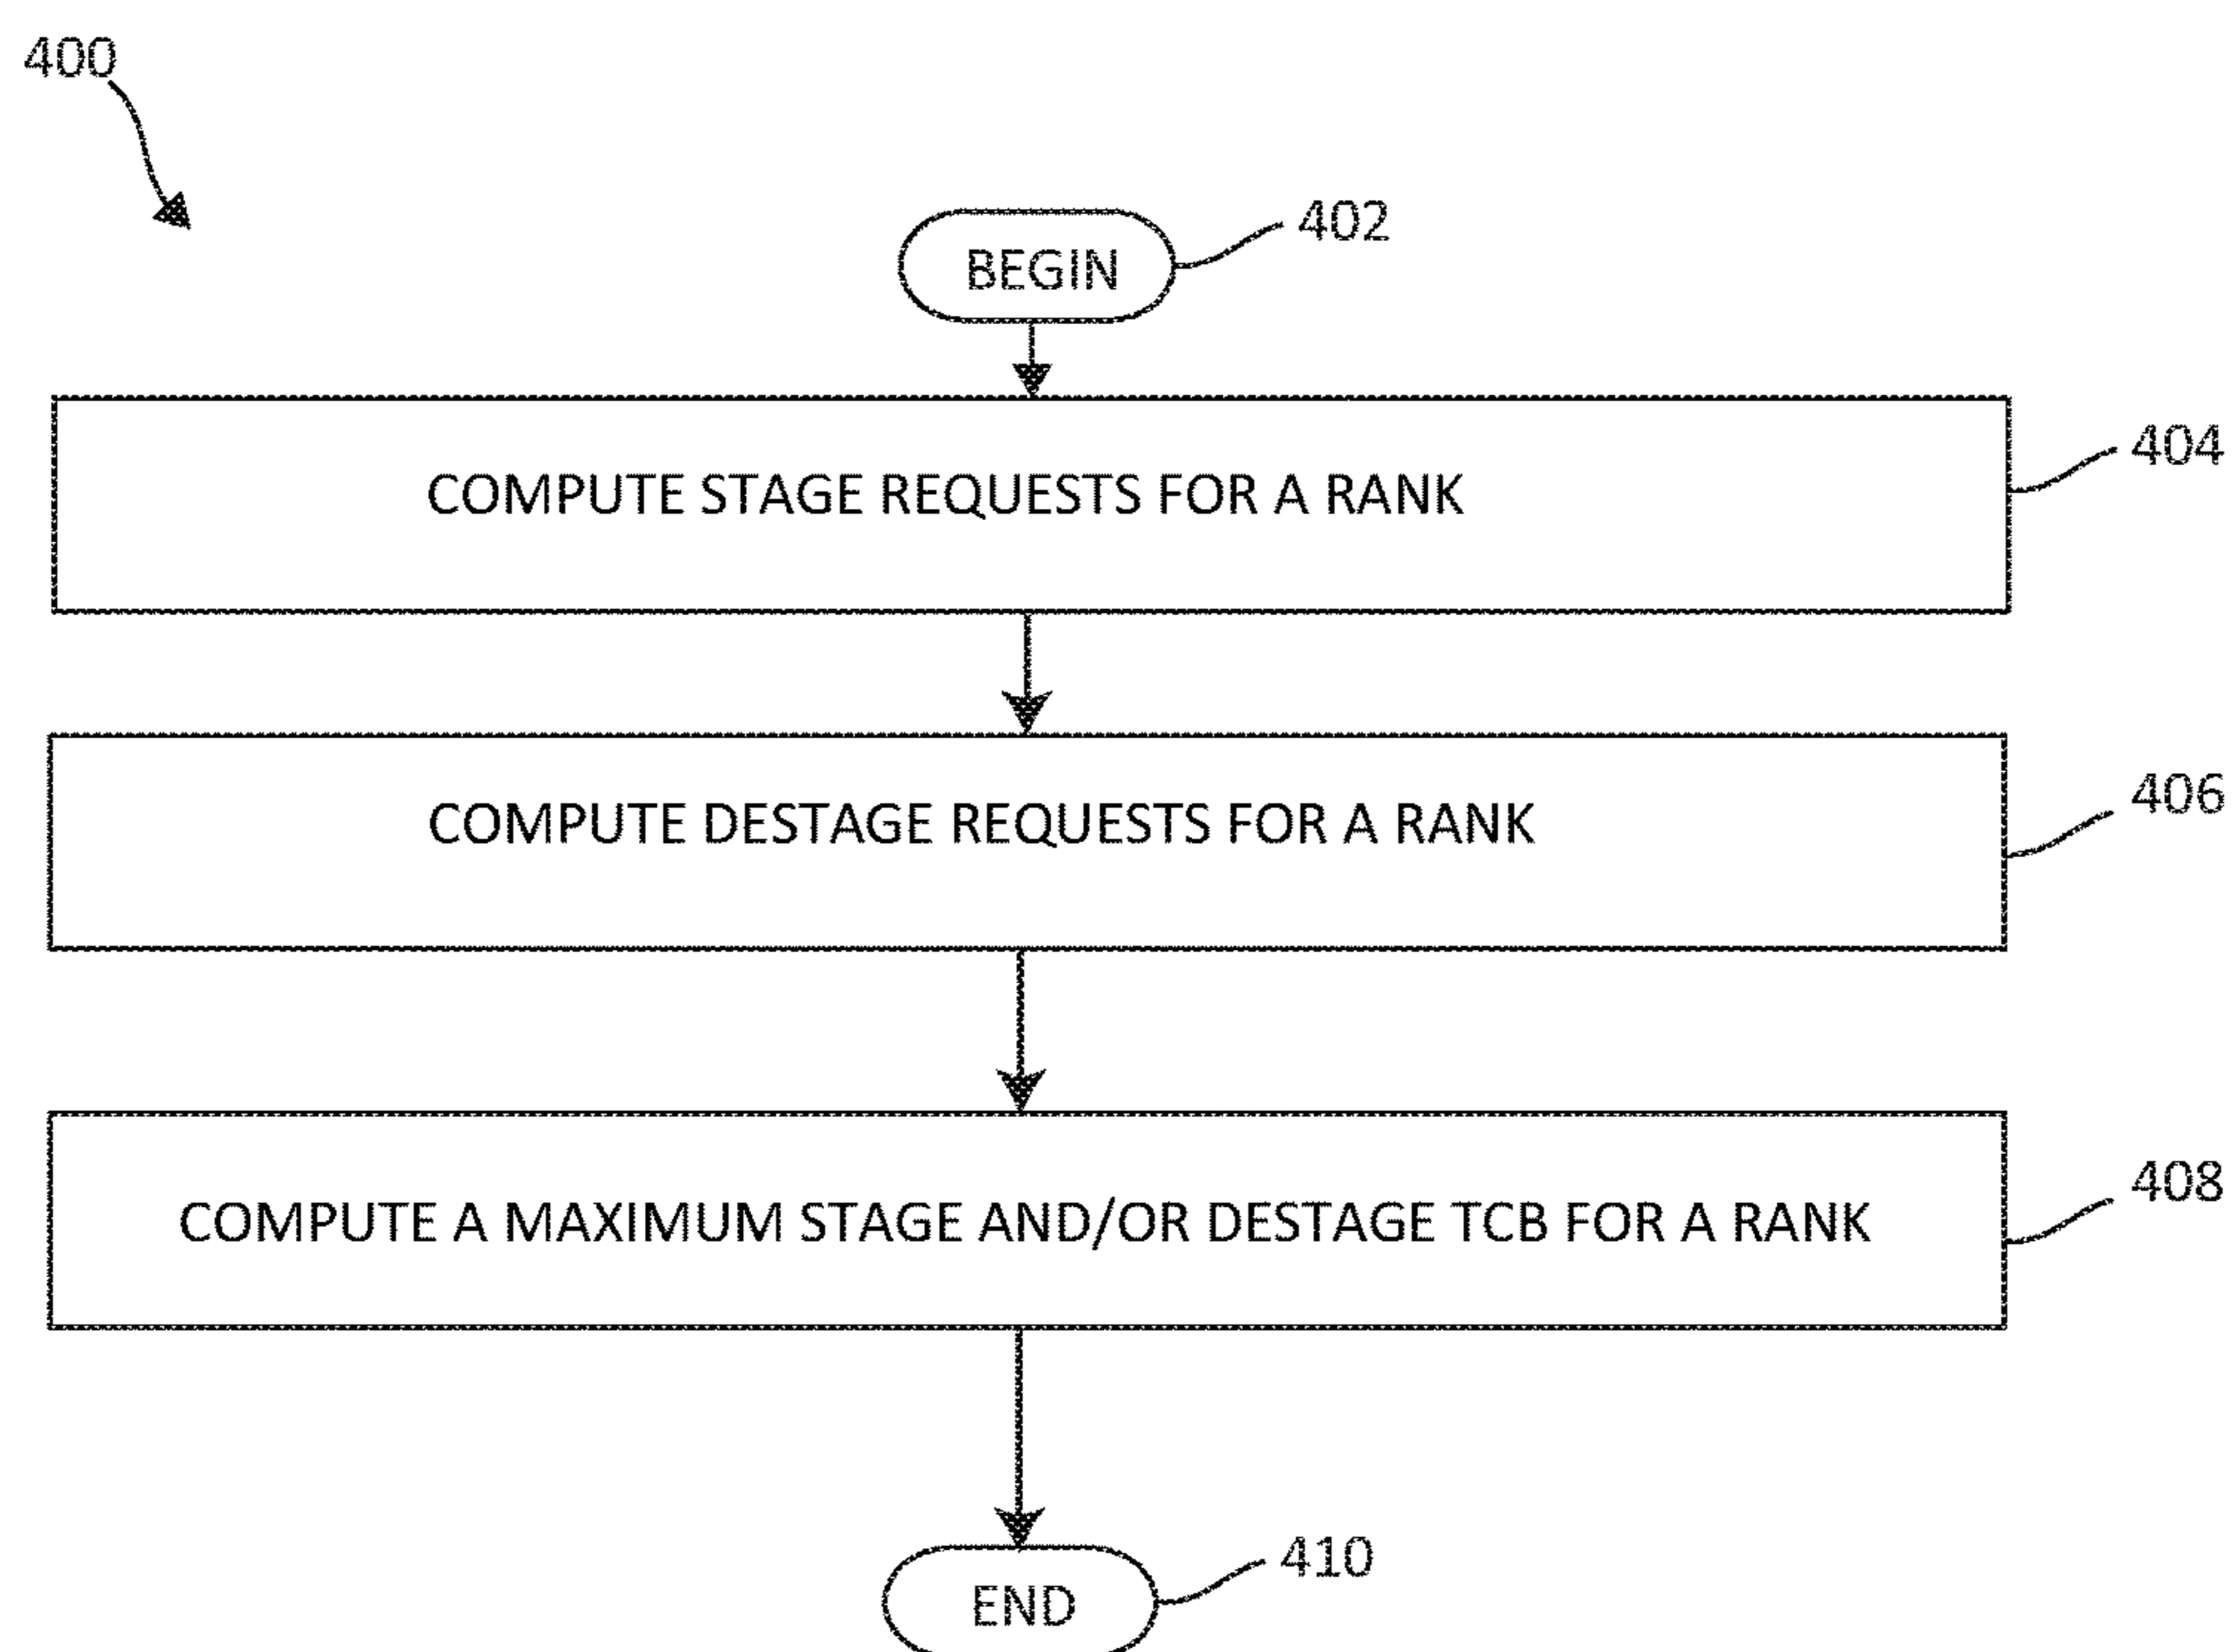 400
402
BEGIN
404
COMPUTE STAGE REQUESTS FOR A RANK
406
COMPUTE DESTAGE REQUESTS FOR A RANK
408
COMPUTE A MAXIMUM STAGE AND/OR DESTAGE TCB FOR A RANK
410
END